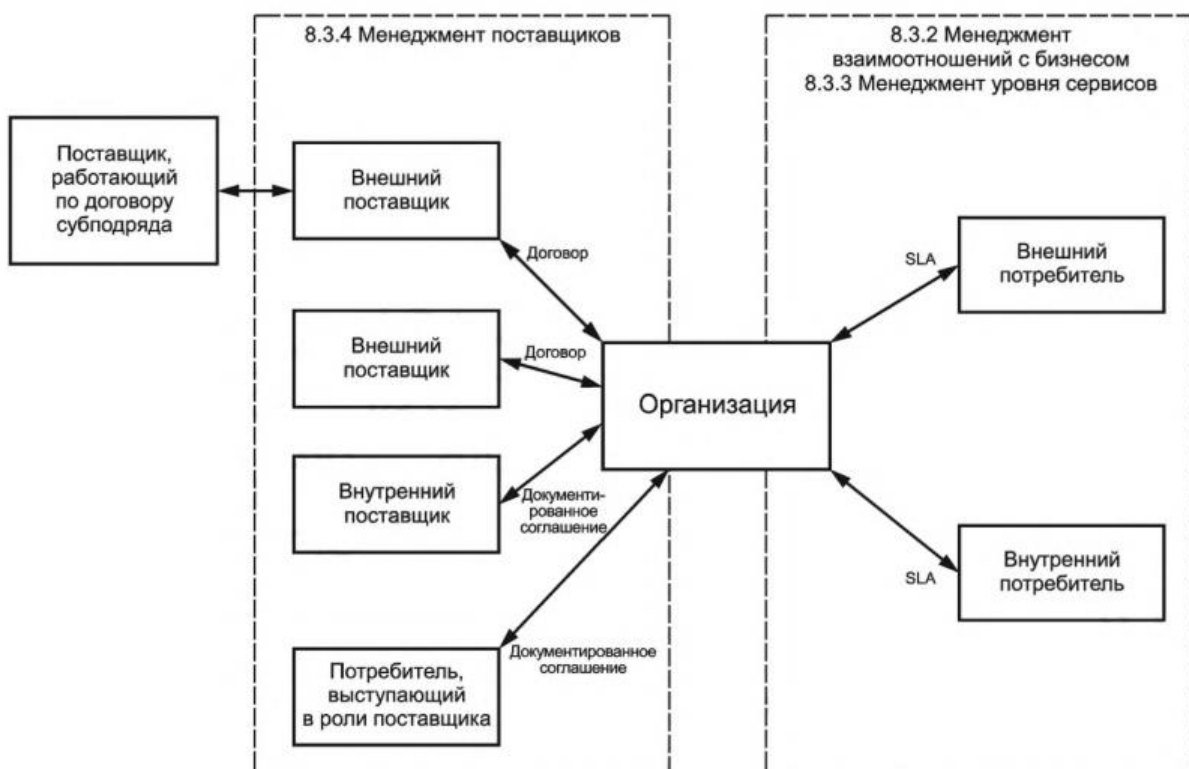 8.3.4 Менеджмент поставщиков
8.3.2 Менеджмент
взаимоотношений с бизнесом
8.3.3 Менеджмент уровня сервисов
Поставщик,
работающий
по договору
субподряда
Внешний
поставщик
Договор
Внешний
поставщик
Договор
Внутренний
поставщик
Документи-
рованное
соглашение
Потребитель,
выступающий
в роли поставщика
Документированное
соглашение
Организация
SLA
Внешний
потребитель
SLA
Внутренний
потребитель